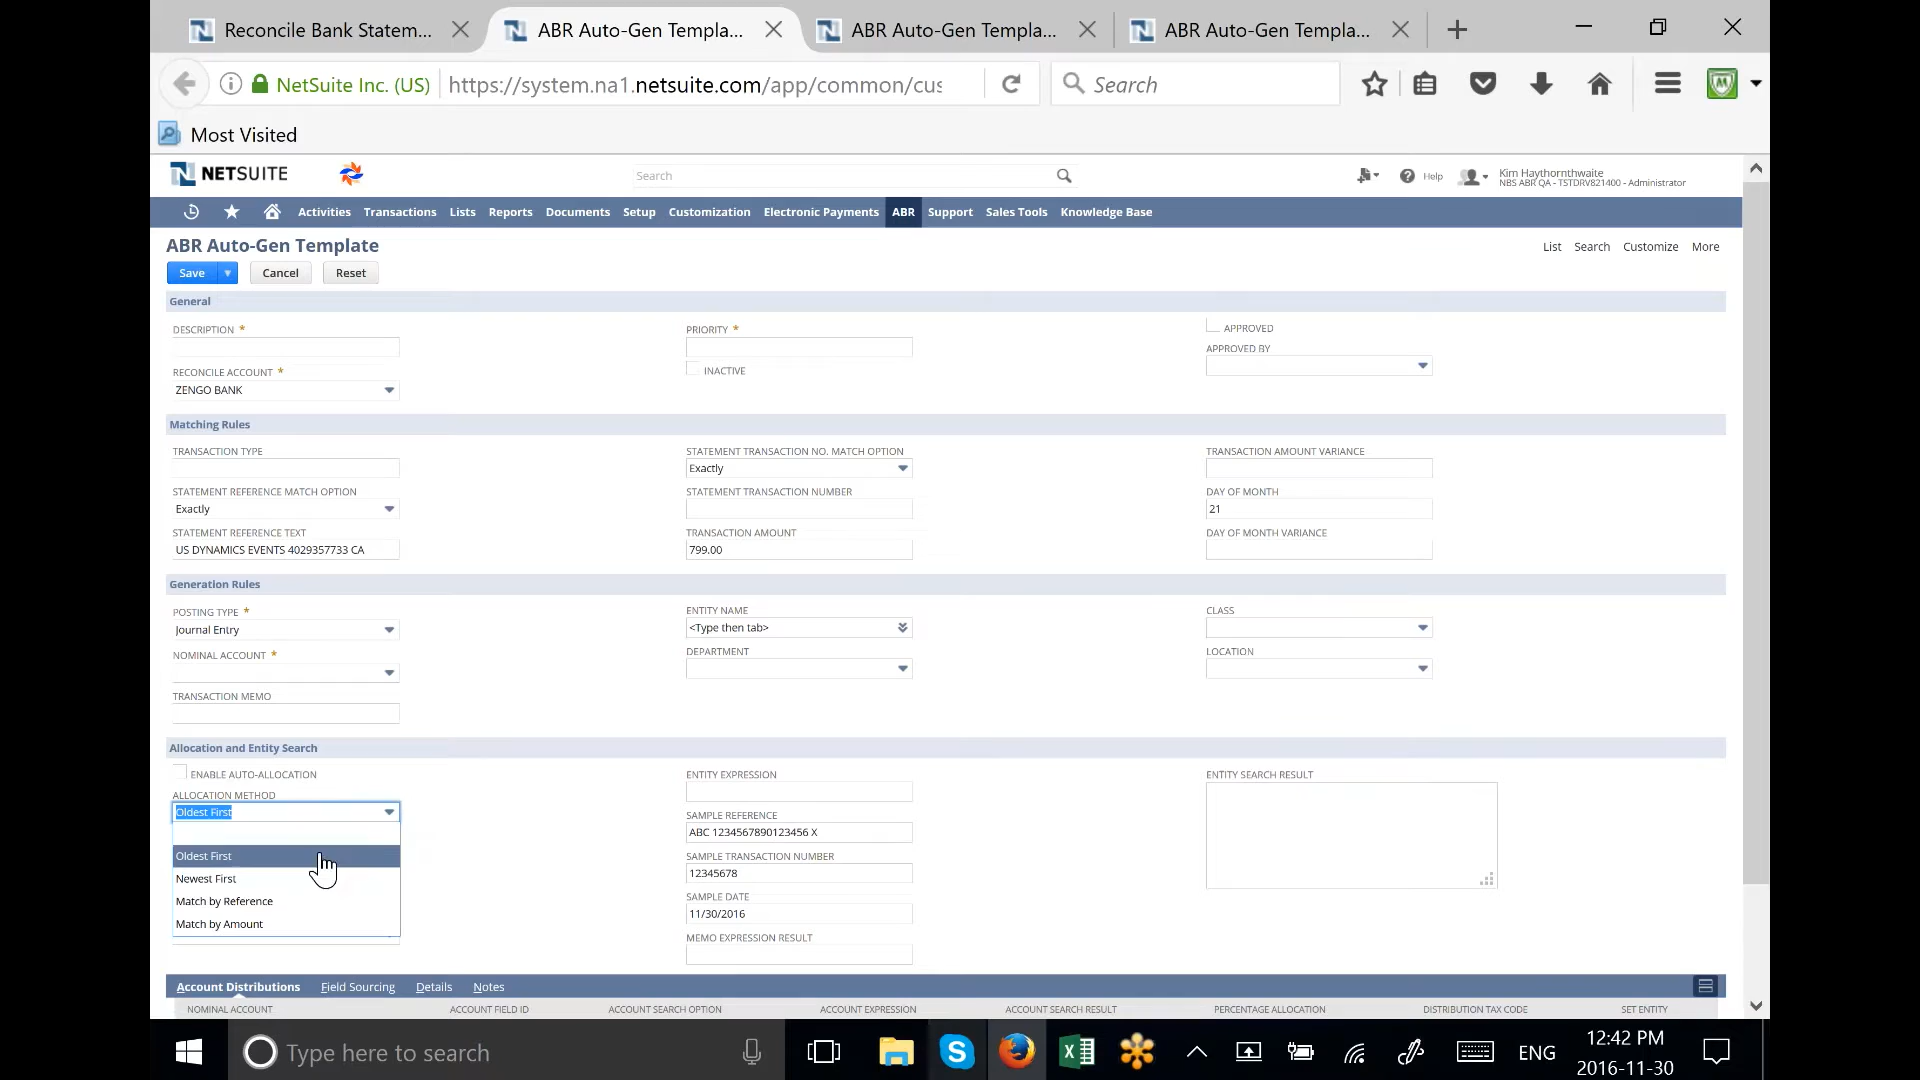 Reconcile Bank Statem...
ABR Auto-Gen Templa...
ABR Auto-Gen Templa...
ABR Auto-Gen Templa...
NetSuite Inc. (US)
https://system.na1.netsuite.com/app/common/cus
Search
Most Visited
NETSUITE
Search
Help
Kim Haythornthwaite
NBS ABR QA - TSTDRV821400 - Administrator
Activities Transactions Lists Reports Documents Setup Customization Electronic Payments ABR Support Sales Tools Knowledge Base
ABR Auto-Gen Template
List Search Customize More
Save Cancel Reset
General
DESCRIPTION *
PRIORITY *
APPROVED
APPROVED BY
RECONCILE ACCOUNT *
INACTIVE
ZENGO BANK
Matching Rules
TRANSACTION TYPE
STATEMENT TRANSACTION NO. MATCH OPTION
TRANSACTION AMOUNT VARIANCE
Exactly
STATEMENT REFERENCE MATCH OPTION
STATEMENT TRANSACTION NUMBER
DAY OF MONTH
Exactly
21
STATEMENT REFERENCE TEXT
TRANSACTION AMOUNT
DAY OF MONTH VARIANCE
US DYNAMICS EVENTS 4029357733 CA
799.00
Generation Rules
POSTING TYPE *
ENTITY NAME
CLASS
Journal Entry
<Type then tab>
NOMINAL ACCOUNT *
DEPARTMENT
LOCATION
TRANSACTION MEMO
Allocation and Entity Search
ENABLE AUTO-ALLOCATION
ENTITY EXPRESSION
ENTITY SEARCH RESULT
ALLOCATION METHOD
Oldest First
SAMPLE REFERENCE
ABC 1234567890123456 X
Oldest First
SAMPLE TRANSACTION NUMBER
12345678
Newest First
SAMPLE DATE
Match by Reference
11/30/2016
Match by Amount
MEMO EXPRESSION RESULT
Account Distributions Field Sourcing Details Notes
NOMINAL ACCOUNT ACCOUNT FIELD ID ACCOUNT SEARCH OPTION ACCOUNT EXPRESSION ACCOUNT SEARCH RESULT PERCENTAGE ALLOCATION DISTRIBUTION TAX CODE SET ENTITY
Type here to search
ENG
12:42 PM
2016-11-30